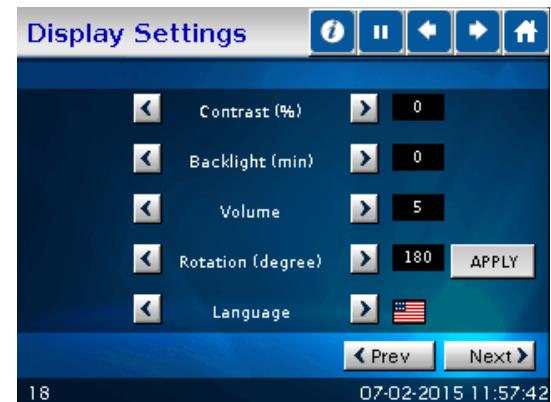 Display Settings
Contrast (%) 0
Backlight (min) 0
Volume 5
Rotation (degree) 180 APPLY
Language
Prev Next
18 07-02-2015 11:57:42